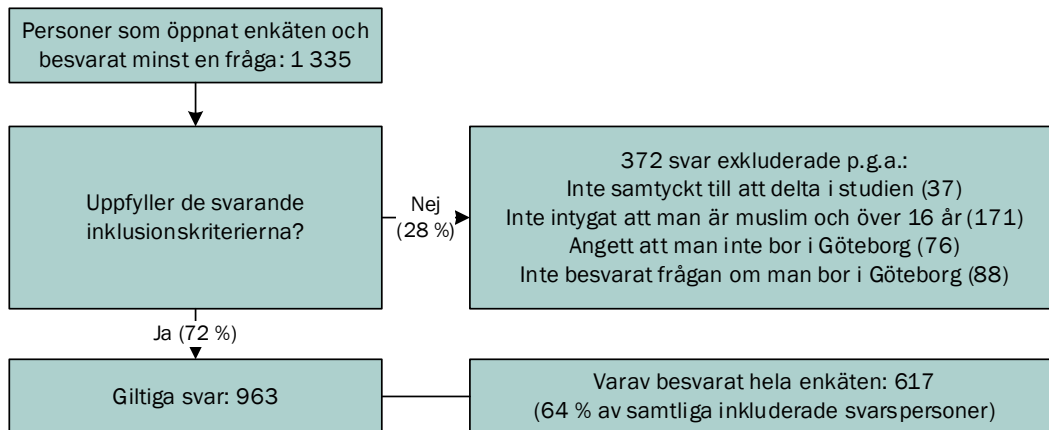 Personer som öppnat enkäten och
besvarat minst en fråga: 1 335
Uppfyller de svarande
inklusionskriterierna?
Nej
(28 %)
372 svar exkluderade p.g.a.:
Inte samtyckt till att delta i studien (37)
Inte intygat att man är muslim och över 16 år (171)
Angett att man inte bor i Göteborg (76)
Inte besvarat frågan om man bor i Göteborg (88)
Ja (72 %)
Giltiga svar: 963
Varav besvarat hela enkäten: 617
(64 % av samtliga inkluderade svarspersoner)